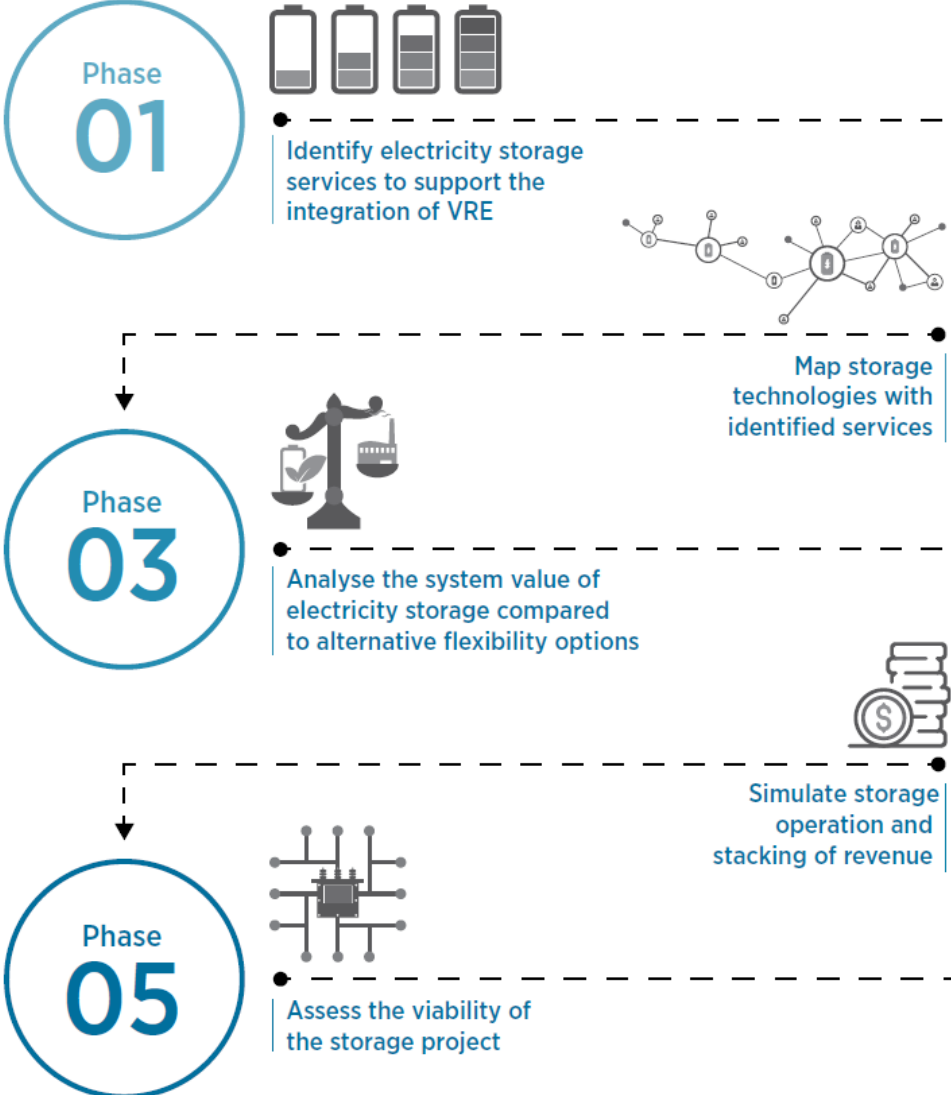 Phase
01
Identify electricity storage
services to support the
integration of VRE
Map storage
technologies with
identified services
Phase
03
Analyse the system value of
electricity storage compared
to alternative flexibility options
$
Simulate storage
operation and
stacking of revenue
Phase
05
Assess the viability of
the storage project